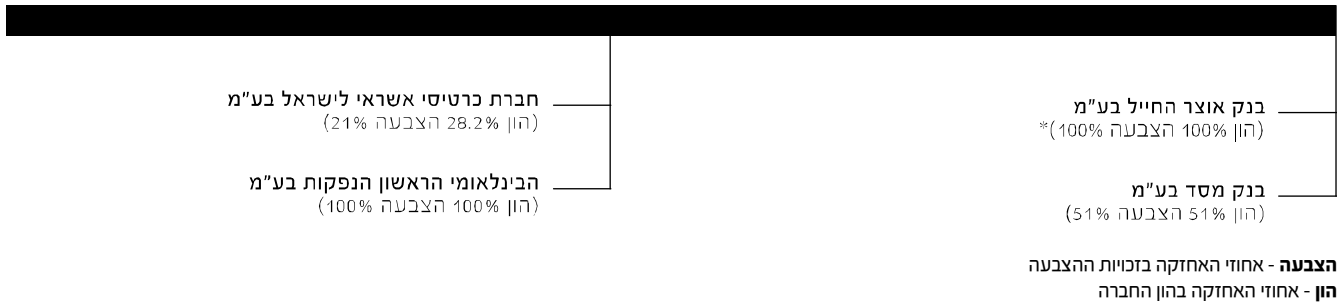 בנק אוצר החייל בע"מ
(הון 100% הצבעה 100%)*
בנק מסד בע"מ
(הון 51% הצבעה 51%)
חברת כרטיסי אשראי לישראל בע"מ
(הון 28.2% הצבעה 21%)
הבינלאומי הראשון הנפקות בע"מ
(הון 100% הצבעה 100%)
הצבעה - אחוזי האחזקה בזכויות ההצבעה
הון - אחוזי האחזקה בהון החברה